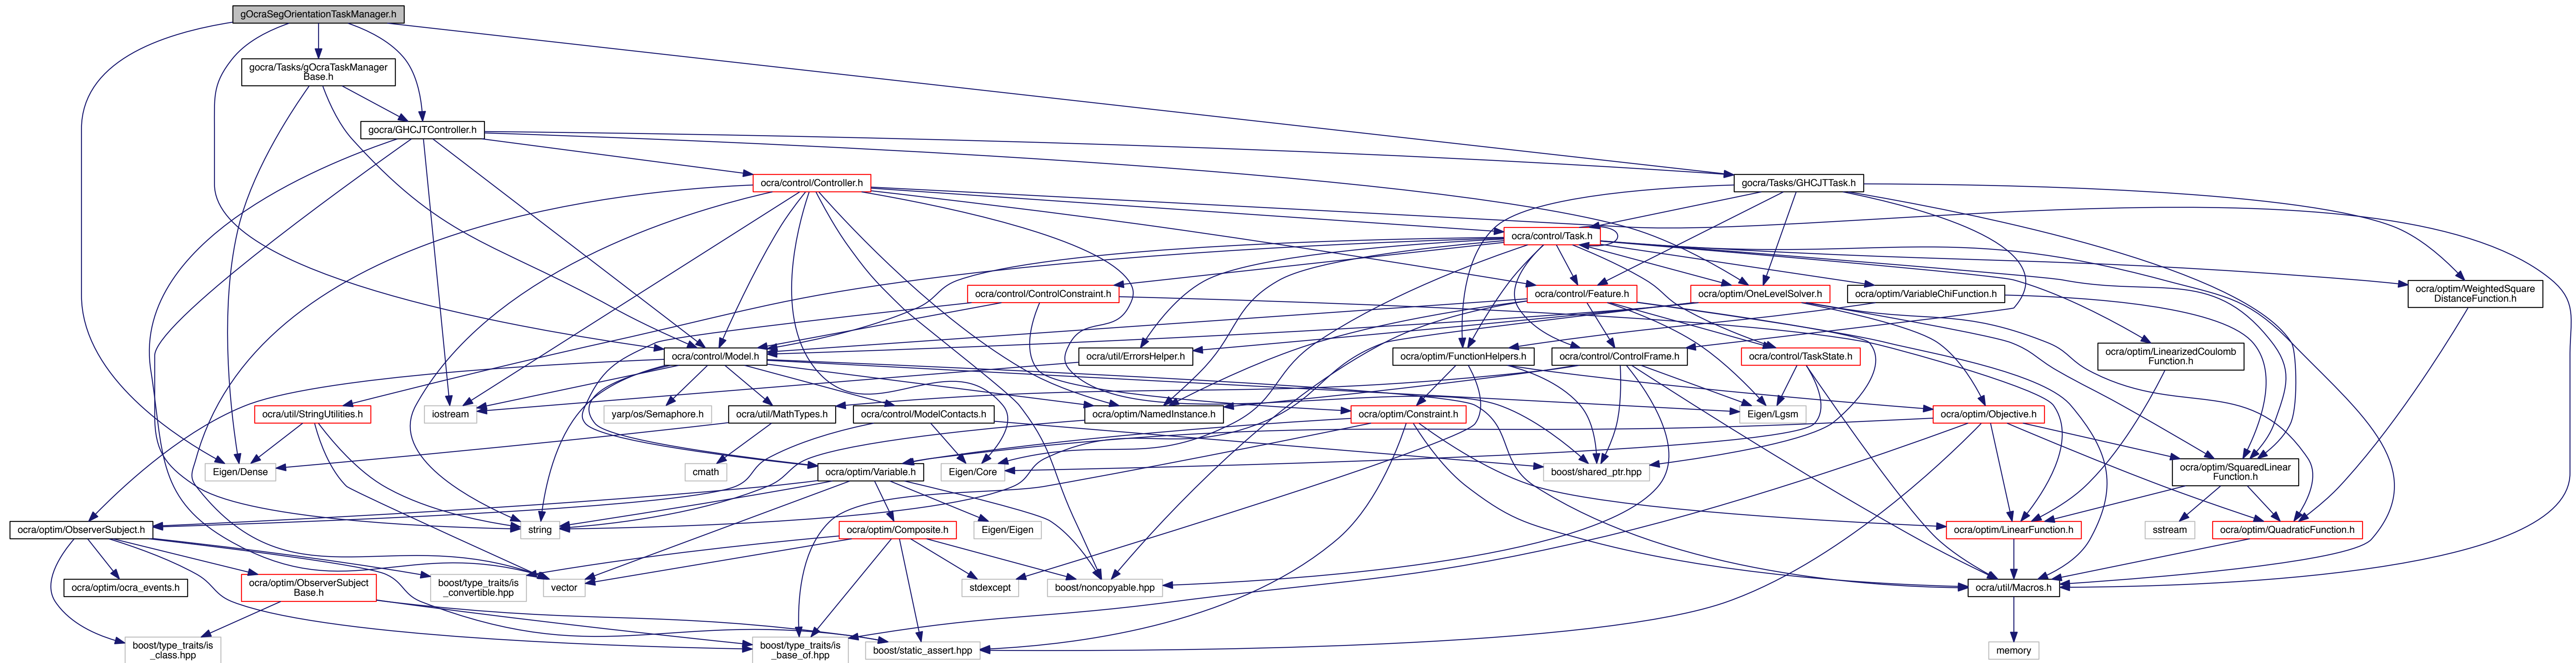 gOcraSegOrientationTaskManager.h
gocra/Tasks/gOcraTaskManager
Base.h
gocra/GHCJTController.h
ocra/control/Controller.h
gocra/Tasks/GHCJTTask.h
ocra/control/Task.h
ocra/control/ControlConstraint.h
ocra/control/Feature.h
ocra/optim/OneLevelSolver.h
ocra/optim/VariableChiFunction.h
ocra/optim/WeightedSquare
DistanceFunction.h
ocra/control/Model.h
ocra/util/ErrorsHelper.h
ocra/optim/FunctionHelpers.h
ocra/control/ControlFrame.h
ocra/control/TaskState.h
ocra/optim/LinearizedCoulomb
Function.h
ocra/util/StringUtilities.h
iostream
yarp/os/Semaphore.h
ocra/util/MathTypes.h
ocra/control/ModelContacts.h
ocra/optim/NamedInstance.h
ocra/optim/Constraint.h
Eigen/Lgsm
ocra/optim/Objective.h
Eigen/Dense
cmath
ocra/optim/Variable.h
Eigen/Core
boost/shared_ptr.hpp
ocra/optim/SquaredLinear
Function.h
ocra/optim/ObserverSubject.h
string
ocra/optim/Composite.h
Eigen/Eigen
ocra/optim/LinearFunction.h
sstream
ocra/optim/QuadraticFunction.h
ocra/optim/ocra_events.h
ocra/optim/ObserverSubject
Base.h
boost/type_traits/is
_convertible.hpp
vector
stdexcept
boost/noncopyable.hpp
ocra/util/Macros.h
boost/type_traits/is
_class.hpp
boost/type_traits/is
_base_of.hpp
boost/static_assert.hpp
memory